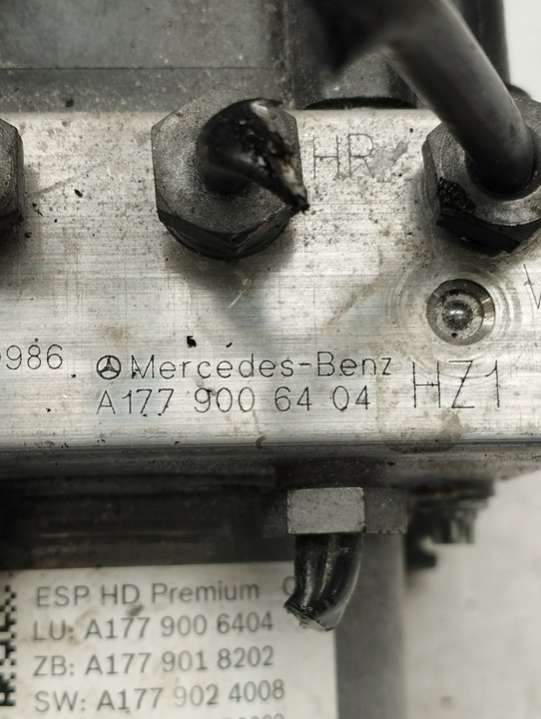 HR
986
Mercedes-Benz
A177 900 64 04
HZ1
ESP HD Premium
LU: A177 900 6404
ZB: A177 901 8202
SW: A177 902 4008